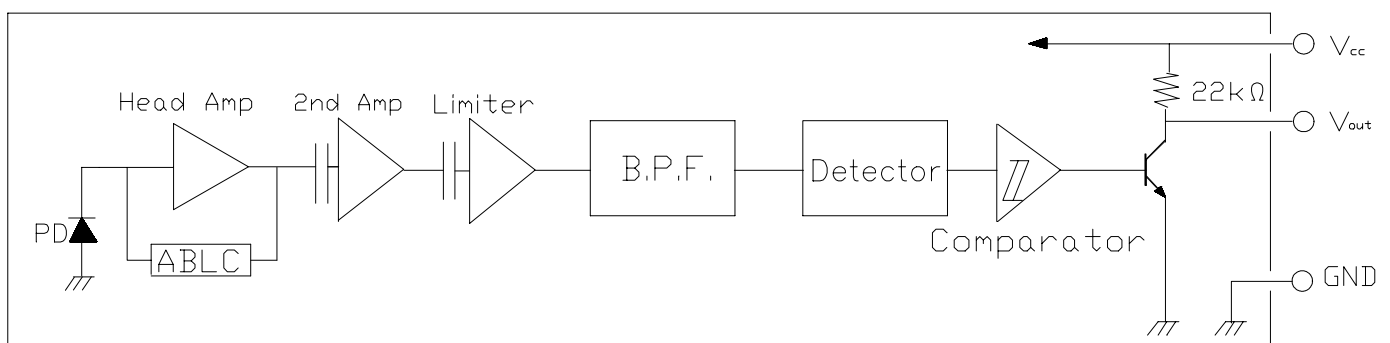 Vcc
22kΩ
Vout
Head Amp
2nd Amp
Limiter
B.P.F.
Detector
Comparator
PD
ABLC
GND